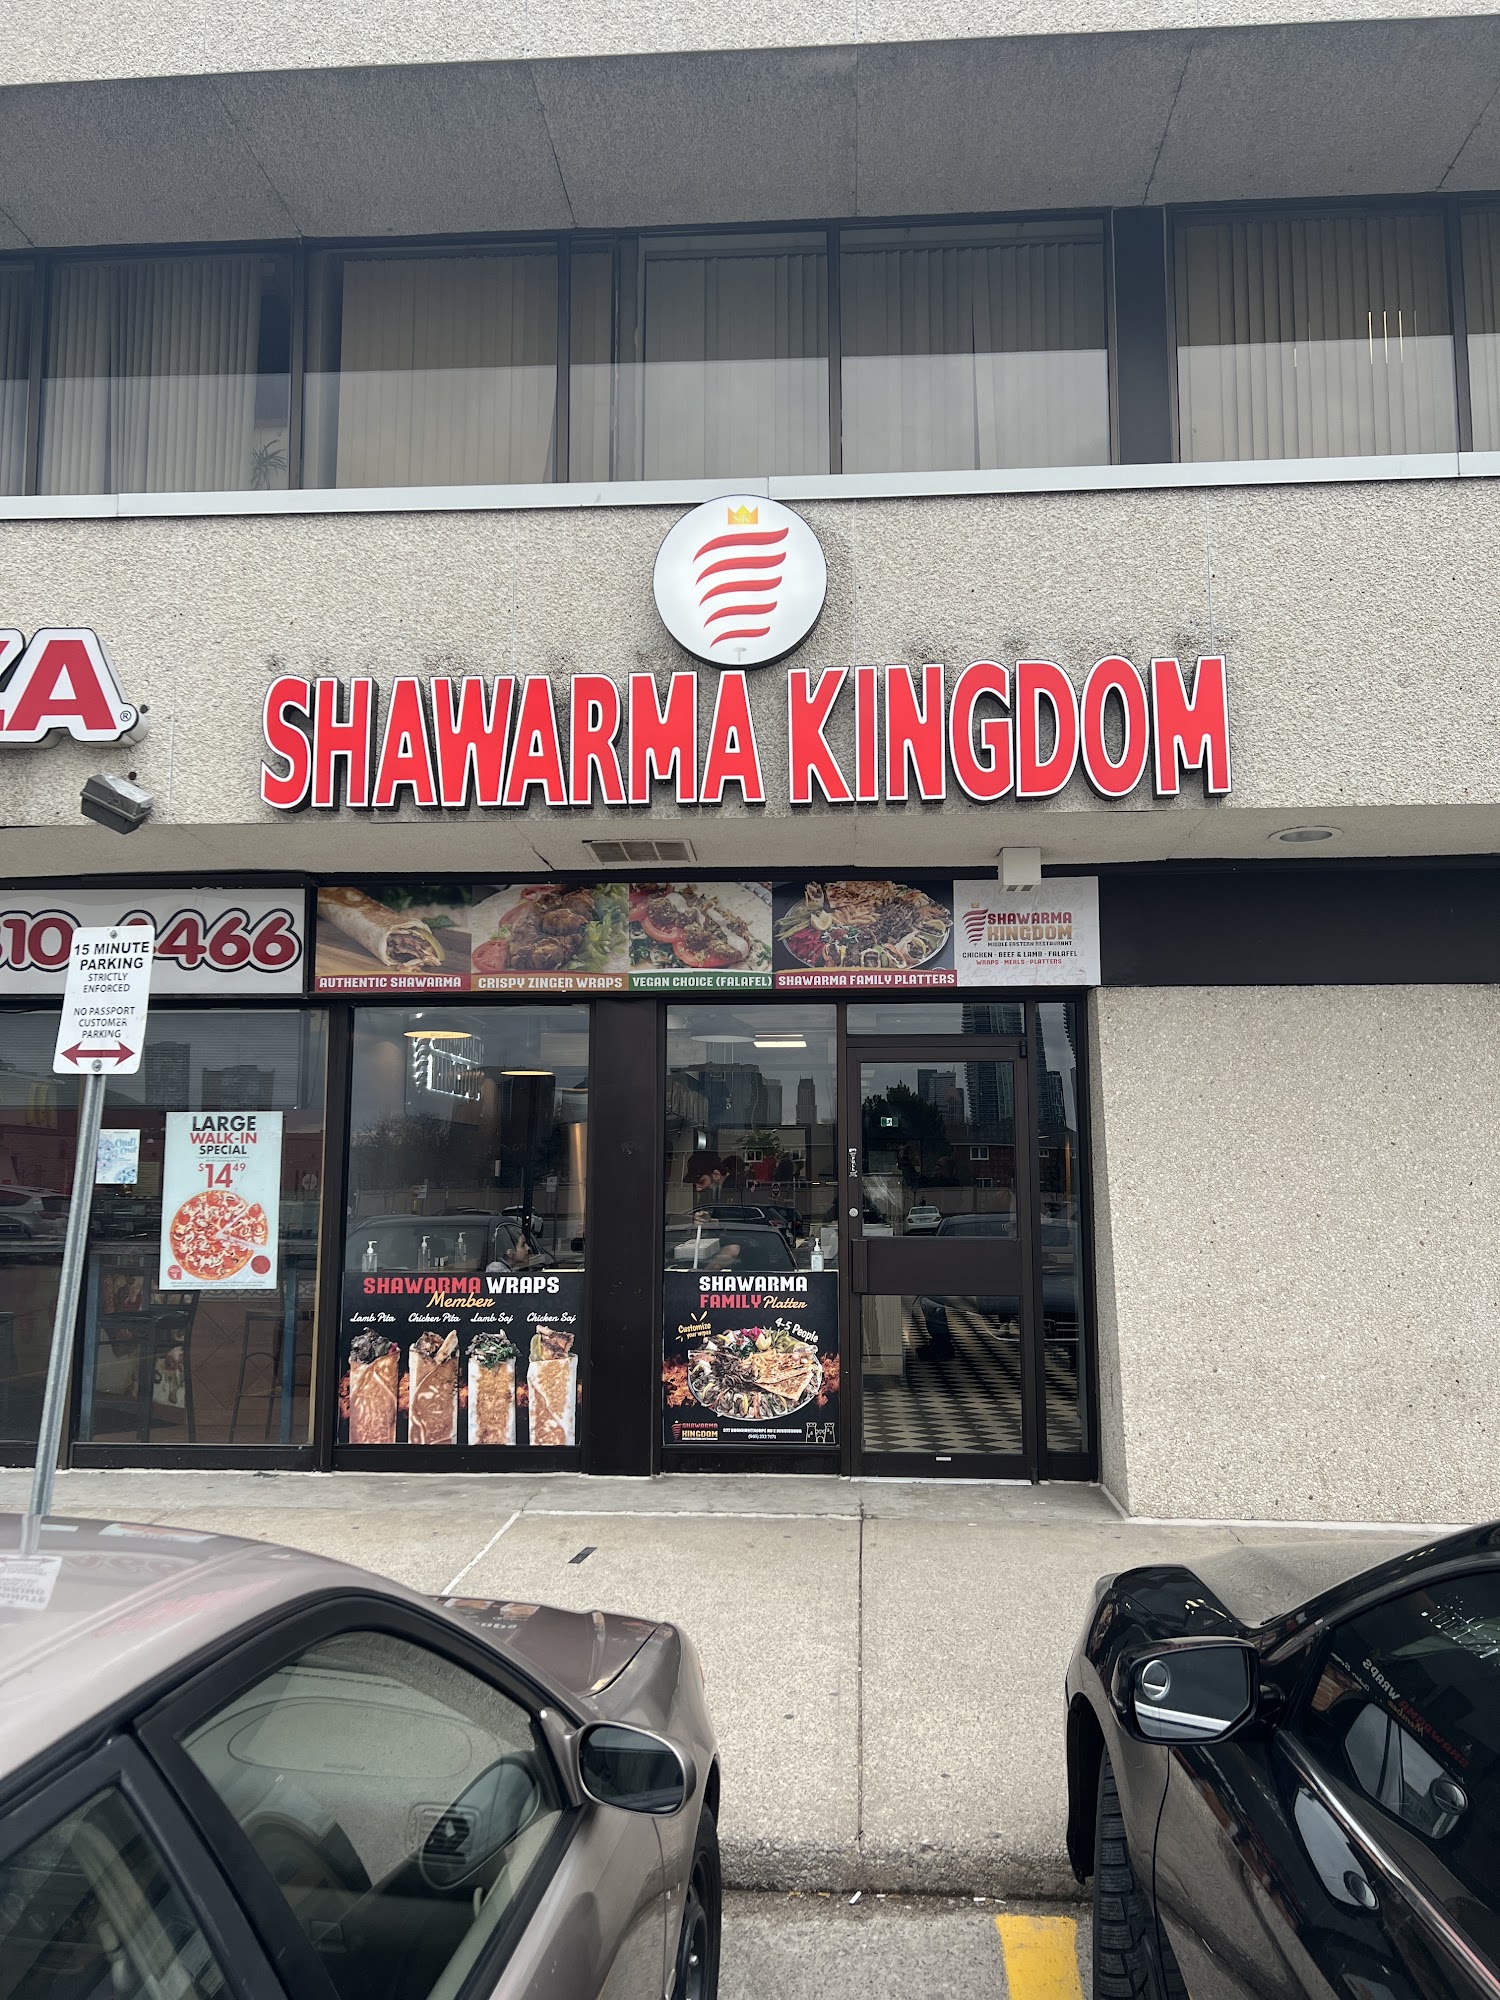 ZA®
SHAWARMA KINGDOM
466
AUTHENTIC SHAWARMA
CRISPY ZINGER WRAPS
VEGAN CHOICE (FALAFEL)
SHAWARMA FAMILY PLATTERS
SHAWARMA
KINGDOM
MIDDLE EASTERN RESTAURANT
CHICKEN - BEEF & LAMB - FALAFEL
WRAPS - MEALS - PLATTERS
15 MINUTE
PARKING
STRICTLY
ENFORCED
NO PASSPORT
CUSTOMER
PARKING
LARGE
WALK-IN
SPECIAL
$14.49
SHAWARMA WRAPS
Member
Lamb Pita
Chicken Pita
Lamb Saj
Chicken Saj
SHAWARMA
FAMILY Platter
Customize
your wraps
4-5 People
SHAWARMA
KINGDOM